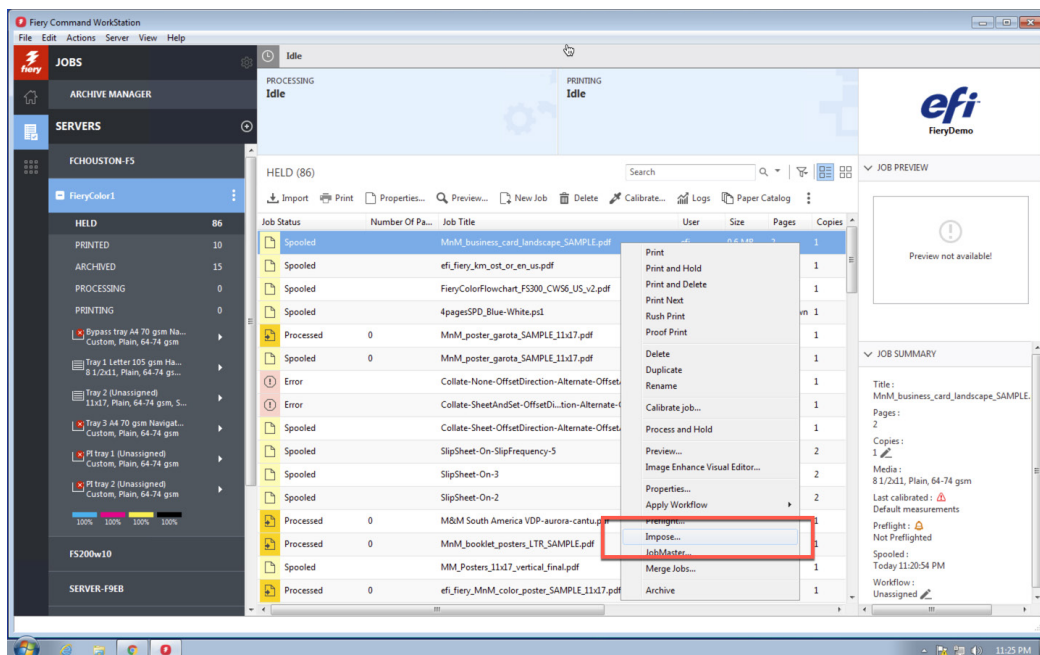 Fiery Command WorkStation
File Edit Actions Server View Help
fiery
JOBS
ARCHIVE MANAGER
SERVERS
FCHOUSTON-F5
FieryColor1
HELD 86
PRINTED 10
ARCHIVED 15
PROCESSING 0
PRINTING 0
Bypass tray A4 70 gsm Na...
Custom, Plain, 64-74 gsm
Tray 1 Letter 105 gsm Ha...
8 1/2x11, Plain, 64-74 gs...
Tray 2 (Unassigned)
11x17, Plain, 64-74 gsm, S...
Tray 3 A4 70 gsm Navigat...
Custom, Plain, 64-74 gsm
PI tray 1 (Unassigned)
Custom, Plain, 64-74 gsm
PI tray 2 (Unassigned)
Custom, Plain, 64-74 gsm
100% 100% 100% 100%
FS200w10
SERVER-F9EB
Idle
PROCESSING
Idle
PRINTING
Idle
HELD (86)
Search
Import Print Properties... Preview... New Job Delete Calibrate... Logs Paper Catalog
Job Status Number Of Pa... Job Title User Size Pages Copies
Spooled MnM_business_card_landscape_SAMPLE.pdf efi 0.6 MB 2 1
Spooled efi_fiery_km_ost_or_en_us.pdf 1
Spooled FieryColorFlowchart_FS300_CWS6_US_v2.pdf 1
Spooled 4pagesSPD_Blue-White.ps1 wn 1
Processed 0 MnM_poster_garota_SAMPLE_11x17.pdf 1
Spooled 0 MnM_poster_garota_SAMPLE_11x17.pdf 1
Error Collate-None-OffsetDirection-Alternate-Offset 1
Error Collate-SheetAndSet-OffsetDi...tion-Alternate- 1
Spooled Collate-Sheet-OffsetDirection-Alternate-Offset 1
Spooled SlipSheet-On-SlipFrequency-5 2
Spooled SlipSheet-On-3 2
Spooled SlipSheet-On-2 2
Processed 0 M&M South America VDP-aurora-cantu.pdf 1
Processed 0 MnM_booklet_posters_LTR_SAMPLE.pdf 1
Spooled MM_Posters_11x17_vertical_final.pdf 1
Processed 0 efi_fiery_MnM_color_poster_SAMPLE_11x17.pdf 1
Print
Print and Hold
Print and Delete
Print Next
Rush Print
Proof Print
Delete
Duplicate
Rename
Calibrate job...
Process and Hold
Preview...
Image Enhance Visual Editor...
Properties...
Apply Workflow
Preflight...
Impose...
JobMaster...
Merge Jobs...
Archive
efi
FieryDemo
JOB PREVIEW
Preview not available!
JOB SUMMARY
Title :
MnM_business_card_landscape_SAMPLE.
Pages :
2
Copies :
1
Media :
8 1/2x11, Plain, 64-74 gsm
Last calibrated :
Default measurements
Preflight :
Not Preflighted
Spooled :
Today 11:20:54 PM
Workflow :
Unassigned
11:25 PM